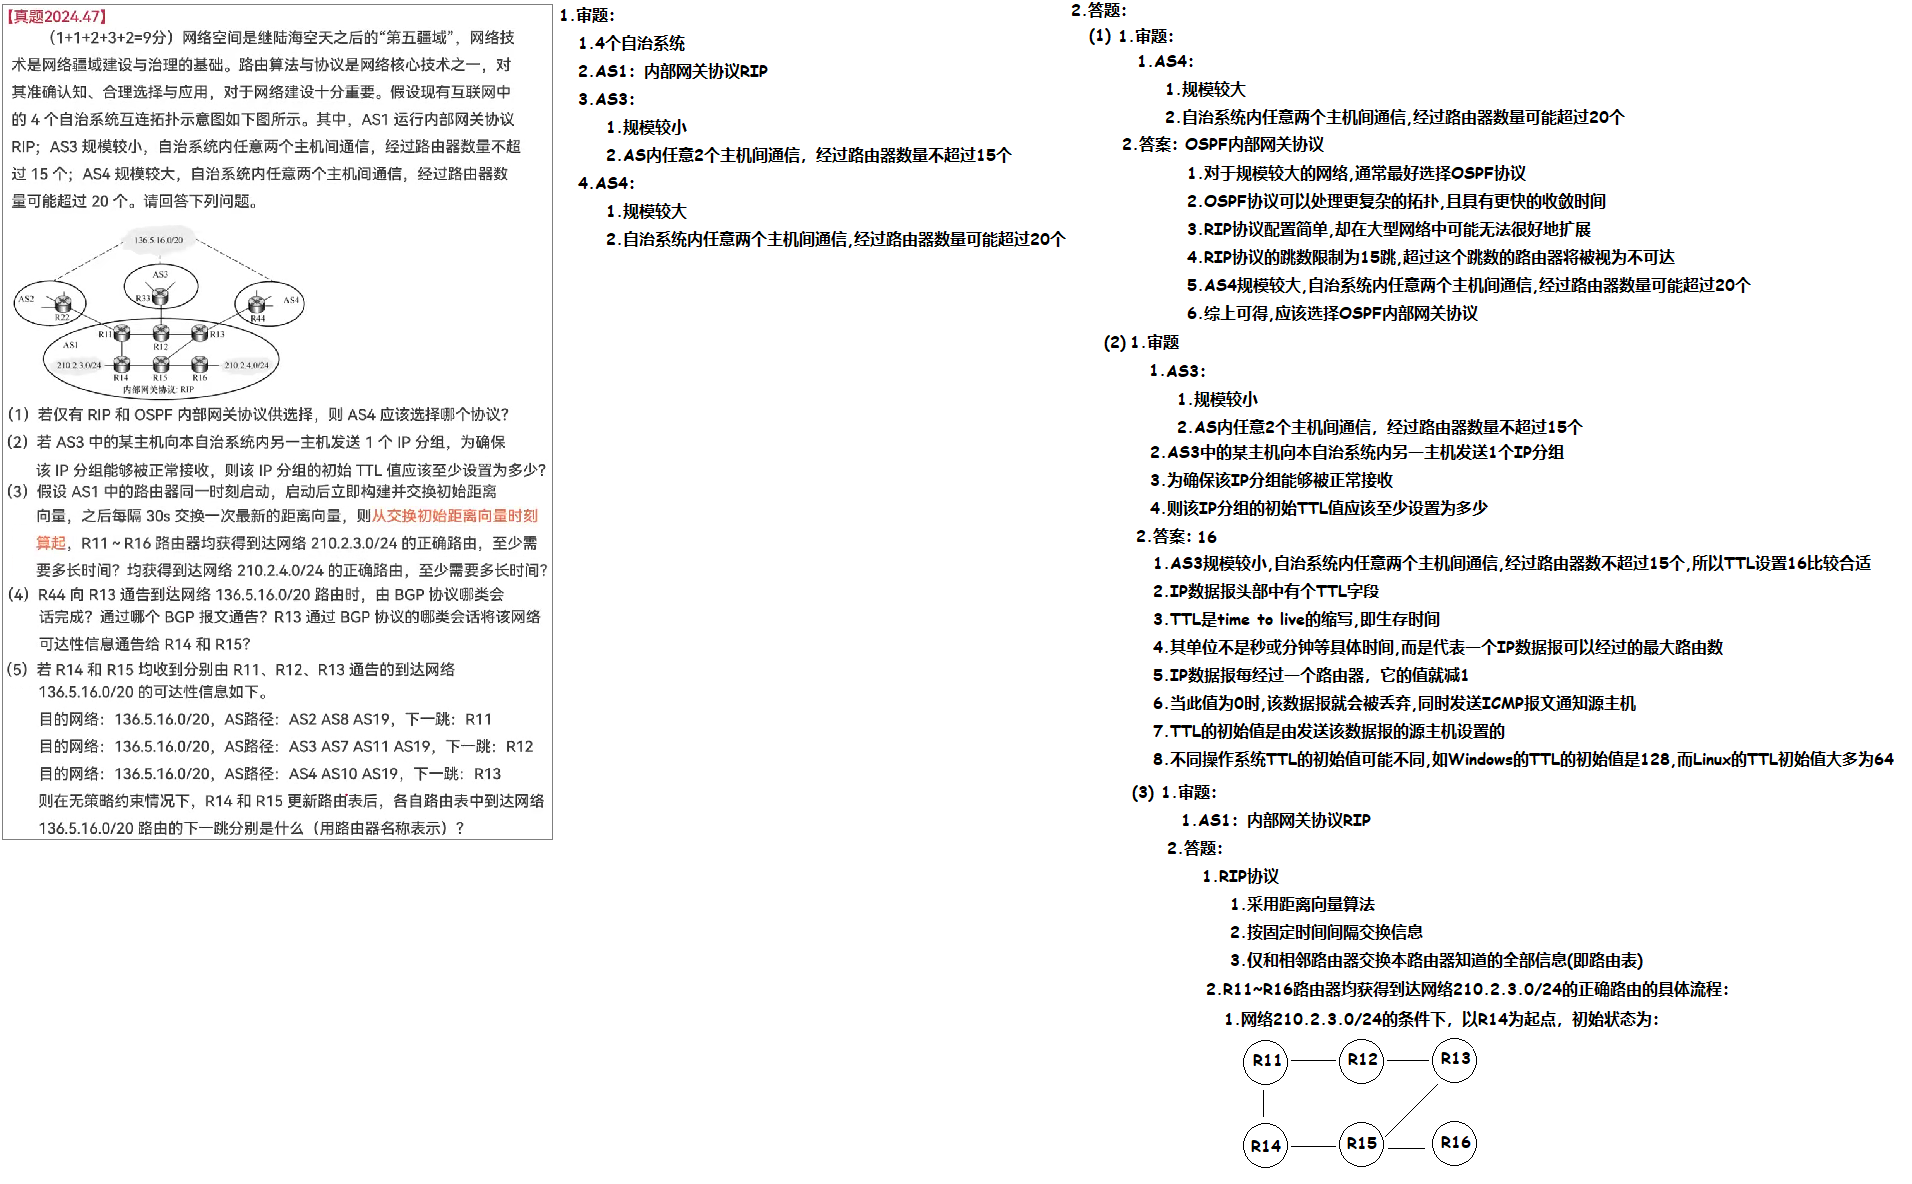 【真题2024.47】
（1+1+2+3+2=9分）网络空间是继陆海空天之后的“第五疆域”，网络技
术是网络疆域建设与治理的基础。路由算法与协议是网络核心技术之一，对
其准确认知、合理选择与应用，对于网络建设十分重要。假设现有互联网中
的 4 个自治系统互连拓扑示意图如下图所示。其中，AS1 运行内部网关协议
RIP；AS3 规模较小，自治系统内任意两个主机间通信，经过路由器数量不超
过 15 个；AS4 规模较大，自治系统内任意两个主机间通信，经过路由器数
量可能超过 20 个。请回答下列问题。
136.5.16.0/20
AS3
AS2
R33
AS4
R22
R44
R11
R13
R12
AS1
210.2.3.0/24
210.2.4.0/24
R14
R15
R16
内部网关协议: RIP
（1）若仅有 RIP 和 OSPF 内部网关协议供选择，则 AS4 应该选择哪个协议？
（2）若 AS3 中的某主机向本自治系统内另一主机发送 1 个 IP 分组，为确保
该 IP 分组能够被正常接收，则该 IP 分组的初始 TTL 值应该至少设置为多少？
（3）假设 AS1 中的路由器同一时刻启动，启动后立即构建并交换初始距离
向量，之后每隔 30s 交换一次最新的距离向量，则从交换初始距离向量时刻
算起，R11 ~ R16 路由器均获得到达网络 210.2.3.0/24 的正确路由，至少需
要多长时间？均获得到达网络 210.2.4.0/24 的正确路由，至少需要多长时间？
（4）R44 向 R13 通告到达网络 136.5.16.0/20 路由时，由 BGP 协议哪类会
话完成？通过哪个 BGP 报文通告？R13 通过 BGP 协议的哪类会话将该网络
可达性信息通告给 R14 和 R15？
（5）若 R14 和 R15 均收到分别由 R11、R12、R13 通告的到达网络
136.5.16.0/20 的可达性信息如下。
目的网络：136.5.16.0/20，AS路径：AS2 AS8 AS19，下一跳：R11
目的网络：136.5.16.0/20，AS路径：AS3 AS7 AS11 AS19，下一跳：R12
目的网络：136.5.16.0/20，AS路径：AS4 AS10 AS19，下一跳：R13
则在无策略约束情况下，R14 和 R15 更新路由表后，各自路由表中到达网络
136.5.16.0/20 路由的下一跳分别是什么（用路由器名称表示）？
1.审题：
1.4个自治系统
2.AS1：内部网关协议RIP
3.AS3：
1.规模较小
2.AS内任意2个主机间通信，经过路由器数量不超过15个
4.AS4：
1.规模较大
2.自治系统内任意两个主机间通信,经过路由器数量可能超过20个
2.答题：
(1) 1.审题：
1.AS4：
1.规模较大
2.自治系统内任意两个主机间通信,经过路由器数量可能超过20个
2.答案：OSPF内部网关协议
1.对于规模较大的网络,通常最好选择OSPF协议
2.OSPF协议可以处理更复杂的拓扑,且具有更快的收敛时间
3.RIP协议配置简单,却在大型网络中可能无法很好地扩展
4.RIP协议的跳数限制为15跳,超过这个跳数的路由器将被视为不可达
5.AS4规模较大,自治系统内任意两个主机间通信,经过路由器数量可能超过20个
6.综上可得,应该选择OSPF内部网关协议
(2) 1.审题
1.AS3：
1.规模较小
2.AS内任意2个主机间通信，经过路由器数量不超过15个
2.AS3中的某主机向本自治系统内另一主机发送1个IP分组
3.为确保该IP分组能够被正常接收
4.则该IP分组的初始TTL值应该至少设置为多少
2.答案：16
1.AS3规模较小,自治系统内任意两个主机间通信,经过路由器数不超过15个,所以TTL设置16比较合适
2.IP数据报头部中有个TTL字段
3.TTL是time to live的缩写,即生存时间
4.其单位不是秒或分钟等具体时间,而是代表一个IP数据报可以经过的最大路由数
5.IP数据报每经过一个路由器，它的值就减1
6.当此值为0时,该数据报就会被丢弃,同时发送ICMP报文通知源主机
7.TTL的初始值是由发送该数据报的源主机设置的
8.不同操作系统TTL的初始值可能不同,如Windows的TTL的初始值是128,而Linux的TTL初始值大多为64
(3) 1.审题：
1.AS1：内部网关协议RIP
2.答题：
1.RIP协议
1.采用距离向量算法
2.按固定时间间隔交换信息
3.仅和相邻路由器交换本路由器知道的全部信息(即路由表)
2.R11~R16路由器均获得到达网络210.2.3.0/24的正确路由的具体流程：
1.网络210.2.3.0/24的条件下，以R14为起点，初始状态为：
R11
R12
R13
R14
R15
R16